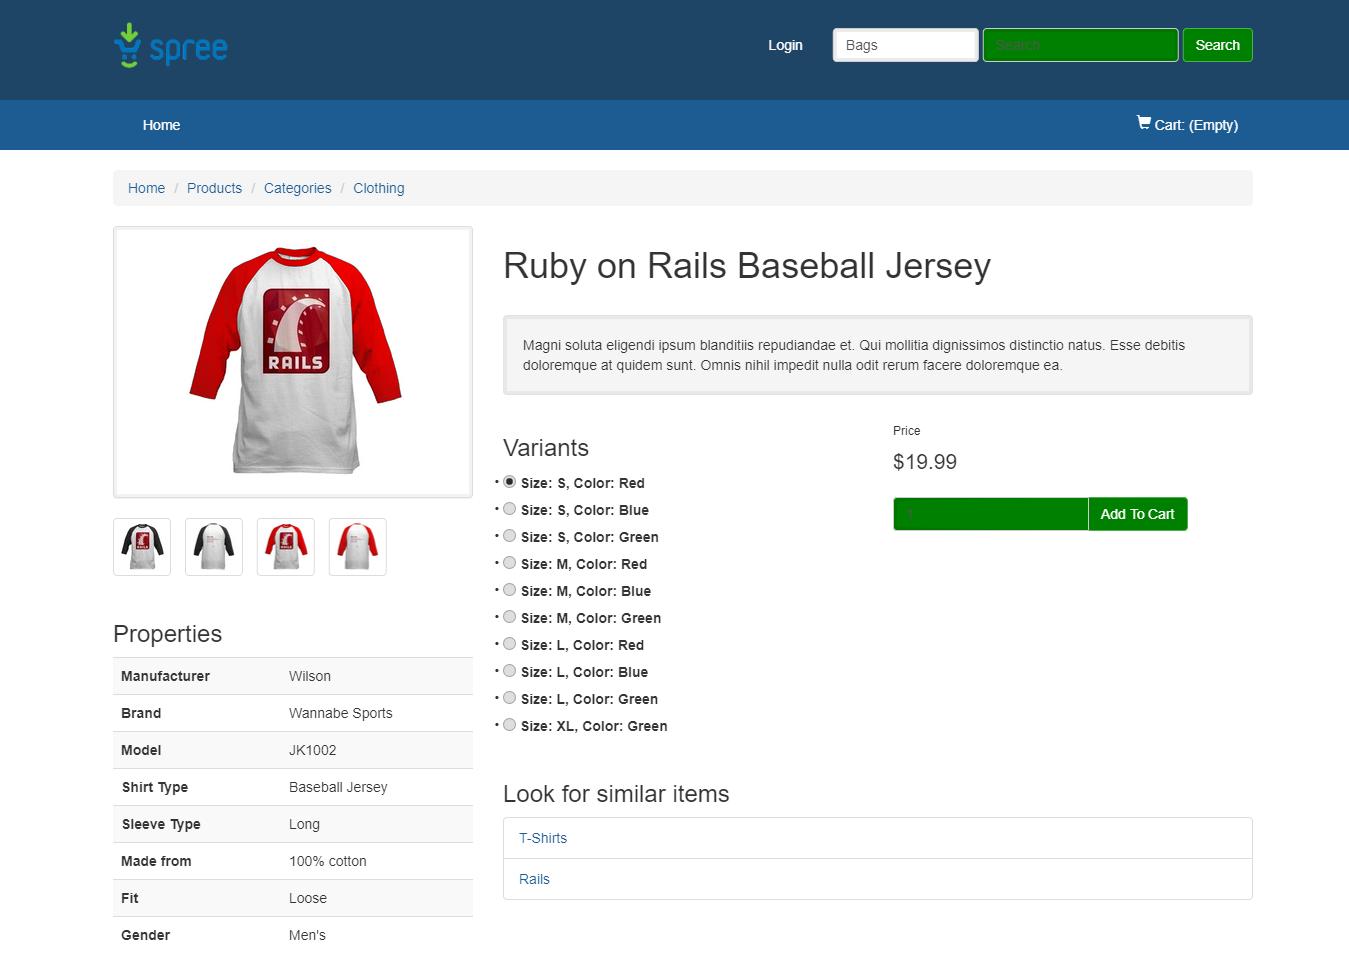 spree
Login
Bags
Search
Search
Home
Cart: (Empty)
Home / Products / Categories / Clothing
RAILS
Ruby on Rails Baseball Jersey
Magni soluta eligendi ipsum blanditiis repudiandae et. Qui mollitia dignissimos distinctio natus. Esse debitis
doloremque at quidem sunt. Omnis nihil impedit nulla odit rerum facere doloremque ea.
Variants
• Size: S, Color: Red
• Size: S, Color: Blue
• Size: S, Color: Green
• Size: M, Color: Red
• Size: M, Color: Blue
• Size: M, Color: Green
• Size: L, Color: Red
• Size: L, Color: Blue
• Size: L, Color: Green
• Size: XL, Color: Green
Price
$19.99
1
Add To Cart
RAILS
RAILS
Properties
Manufacturer Wilson
Brand Wannabe Sports
Model JK1002
Shirt Type Baseball Jersey
Sleeve Type Long
Made from 100% cotton
Fit Loose
Gender Men's
Look for similar items
T-Shirts
Rails